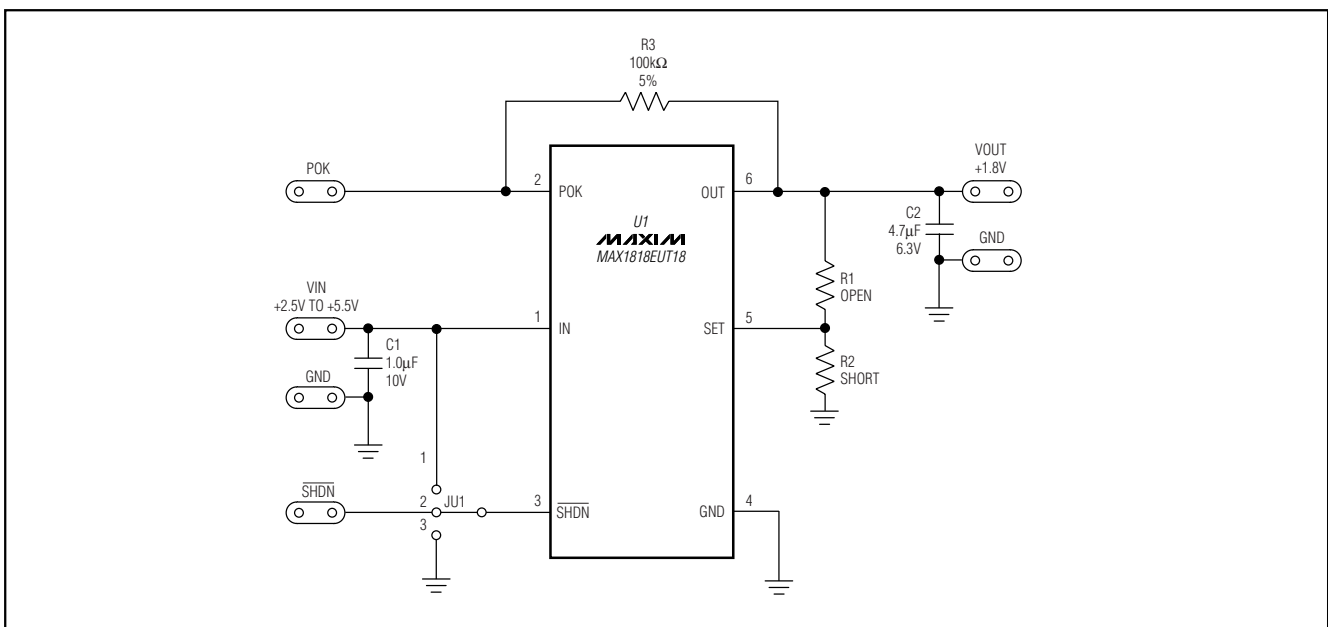 R3
100kΩ
5%
POK
2
POK
OUT
6
VOUT
+1.8V
U1
MAXIM
MAX1818EUT18
C2
4.7µF
6.3V
GND
R1
OPEN
VIN
+2.5V TO +5.5V
1
IN
SET
5
C1
1.0µF
10V
R2
SHORT
GND
1
SHDN
2
JU1
3
3
SHDN
GND
4